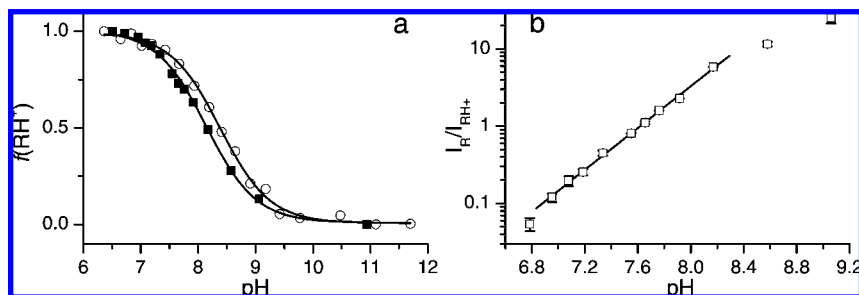 a
1.0
0.5
0.0
f(RH⁺)
6 7 8 9 10 11 12
pH
b
10
1
0.1
I_R/I_RH+
6.8 7.2 7.6 8.0 8.4 8.8 9.2
pH